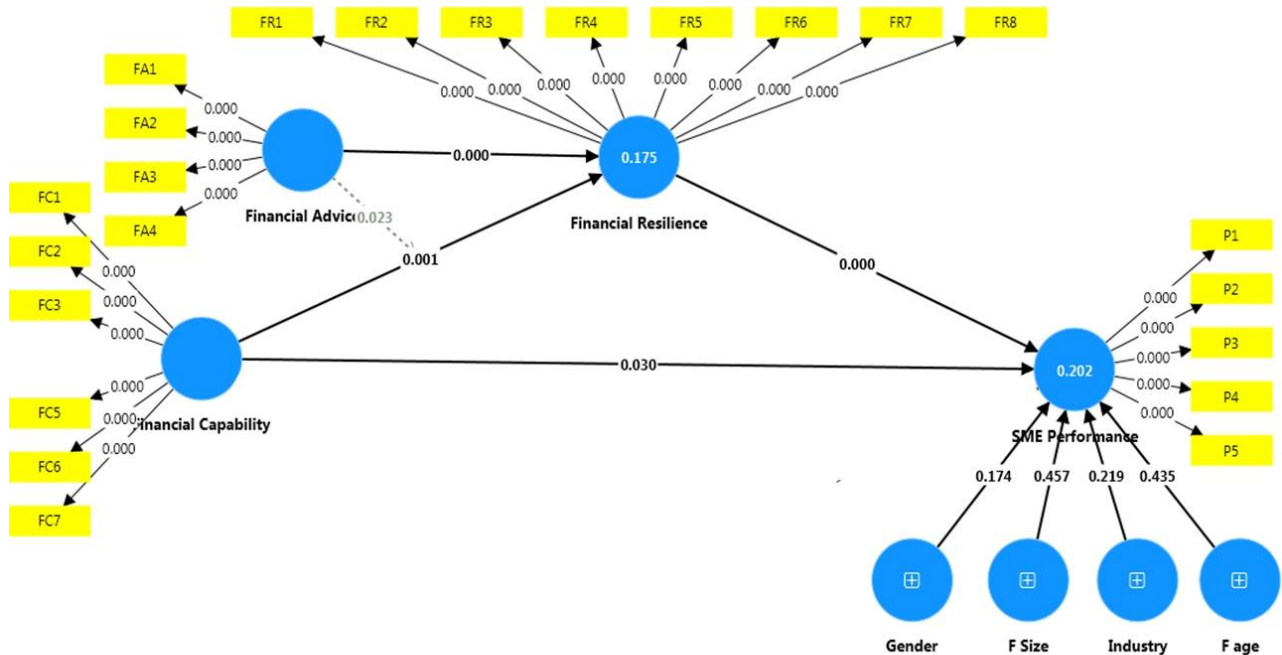 FR1 FR2 FR3 FR4 FR5 FR6 FR7 FR8
0.000 0.000 0.000 0.000 0.000 0.000 0.000 0.000
FA1
FA2
FA3
FA4
0.000
0.000
0.000
0.000
0.000
0.175
Financial Advice
0.023
Financial Resilience
FC1
FC2
FC3
FC5
FC6
FC7
0.000
0.000
0.000
0.000
0.000
0.000
inancial Capability
0.001
0.000
0.030
P1
P2
P3
P4
P5
0.000
0.000
0.000
0.000
0.000
0.202
SME Performance
0.174 0.457 0.219 0.435
Gender F Size Industry F age